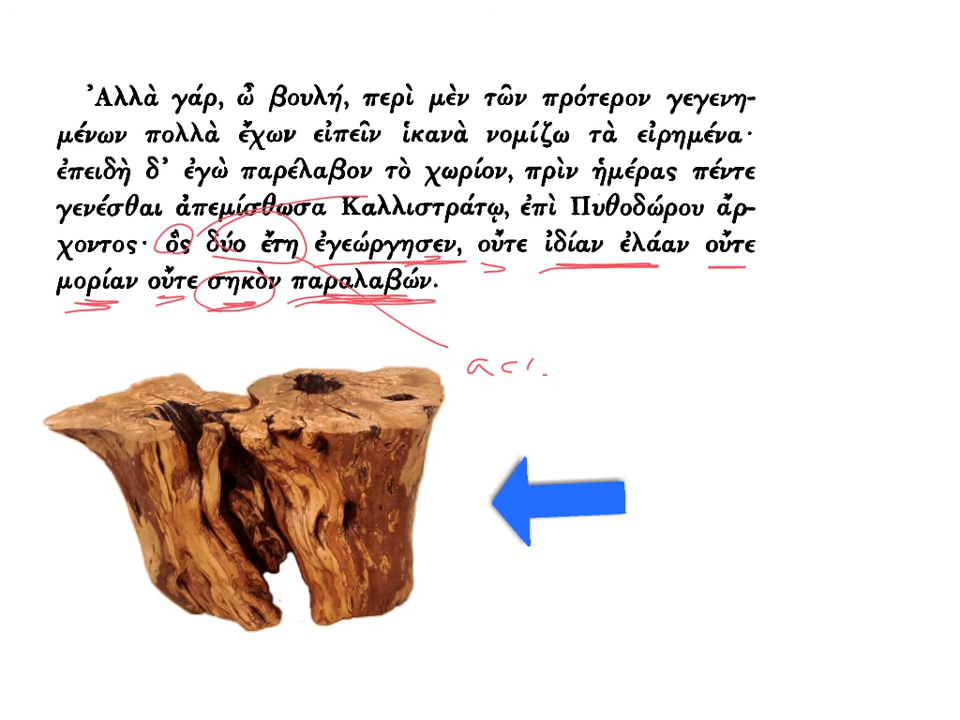 Ἀλλὰ γάρ, ὦ βουλή, περὶ μὲν τῶν πρότερον γεγενη-
μένων πολλὰ ἔχων εἰπεῖν ἱκανὰ νομίζω τὰ εἰρημένα·
ἐπειδὴ δ’ ἐγὼ παρέλαβον τὸ χωρίον, πρὶν ἡμέρας πέντε
γενέσθαι ἀπεμίσθωσα Καλλιστράτῳ, ἐπὶ Πυθοδώρου ἄρ-
χοντος· ὃς δύο ἔτη ἐγεώργησεν, οὔτε ἰδίαν ἐλάαν οὔτε
μορίαν οὔτε σηκὸν παραλαβών.
acc.